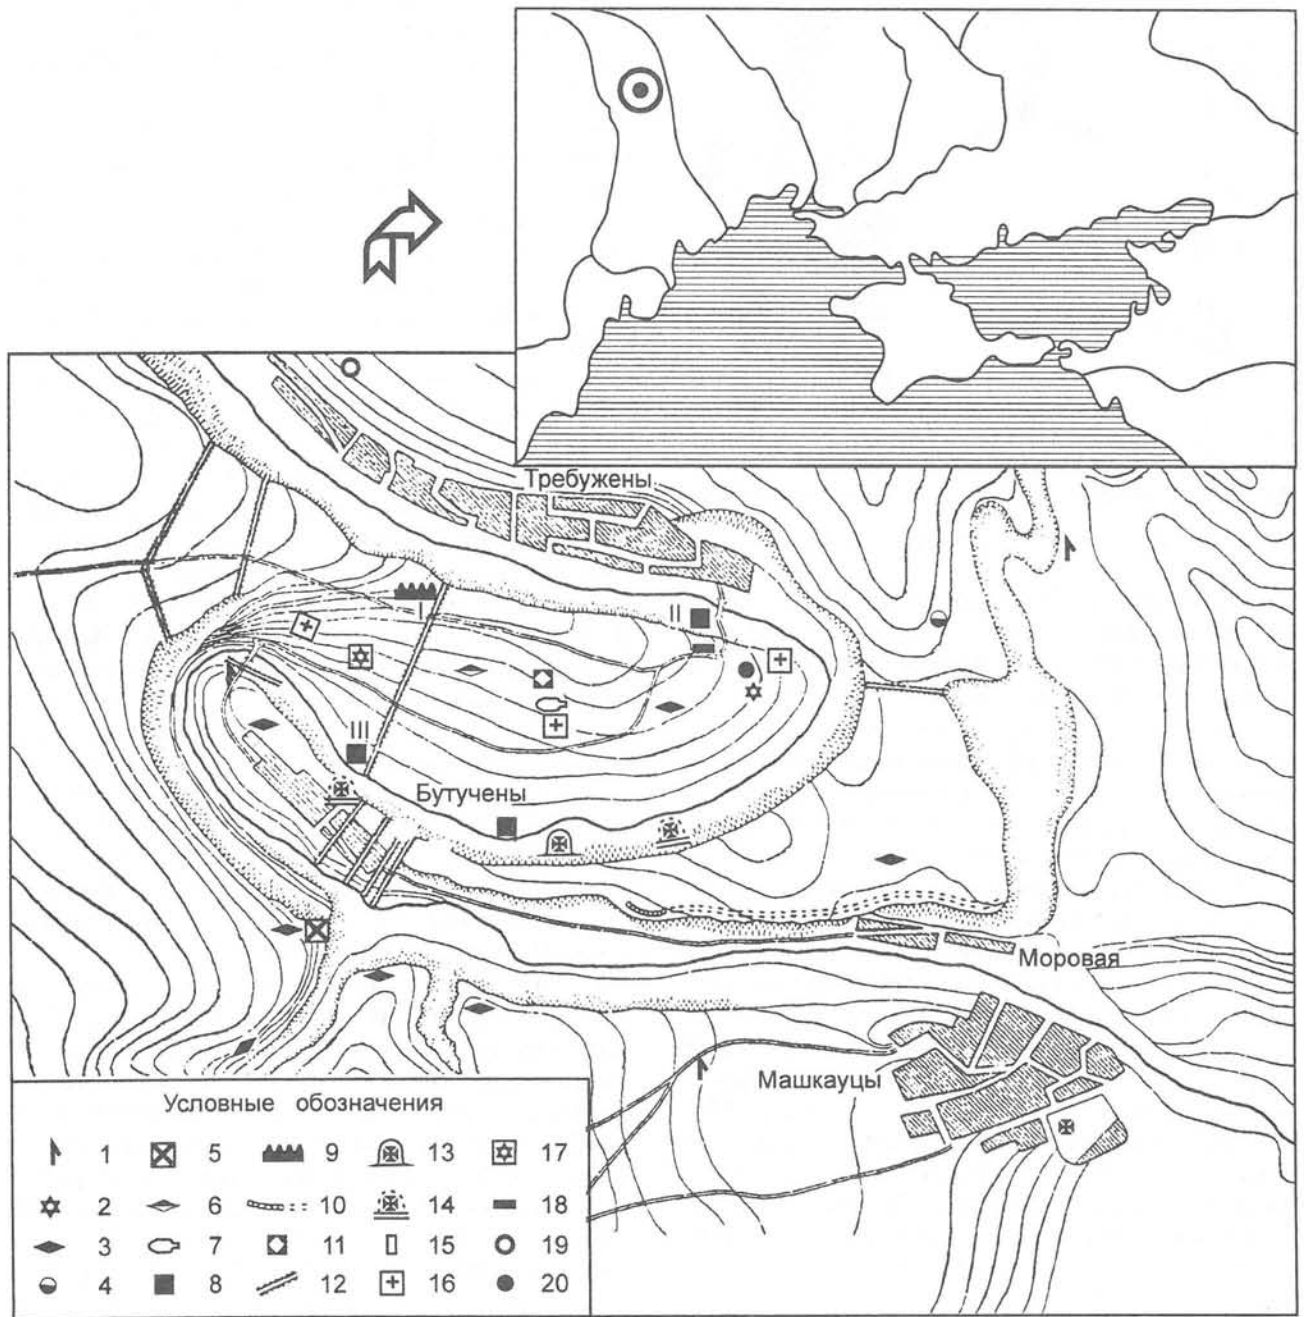 Требужены
I
II
III
Бутучены
Моровая
Машкауцы
Условные обозначения
1 5 9 13 17
2 6 10 14 18
3 7 11 15 19
4 8 12 16 20